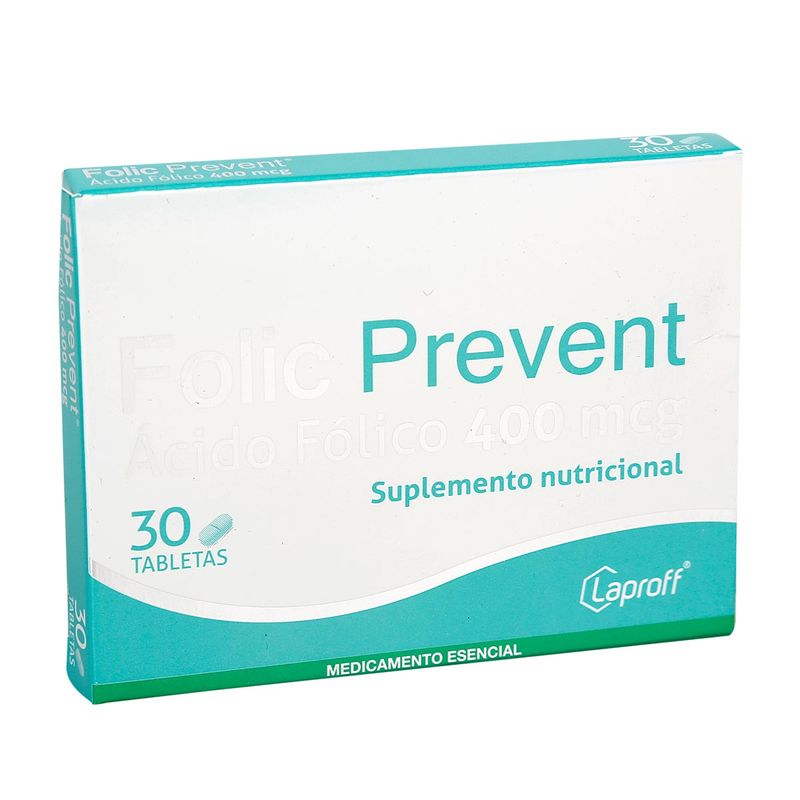 Folic Prevent®
Ácido Fólico 400 mcg
30
TABLETAS
Folic Prevent®
Ácido Fólico 400 mcg
30
TABLETAS
Folic Prevent
Ácido Fólico 400 mcg
Suplemento nutricional
30
TABLETAS
Laproff®
MEDICAMENTO ESENCIAL